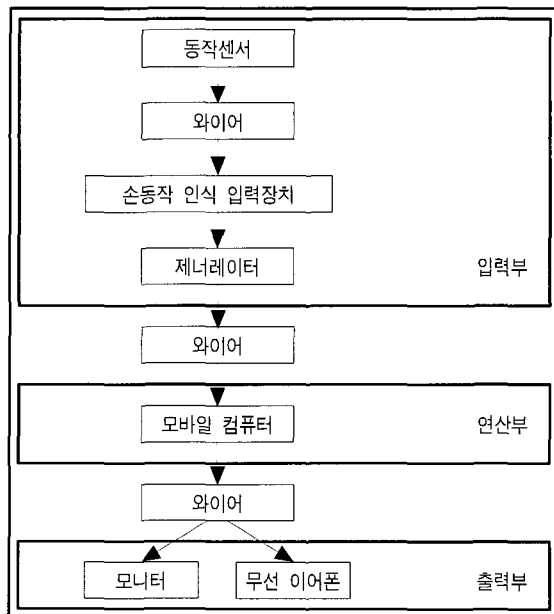 동작센서
와이어
손동작 인식 입력장치
제너레이터
입력부
와이어
모바일 컴퓨터
연산부
와이어
모니터
무선 이어폰
출력부